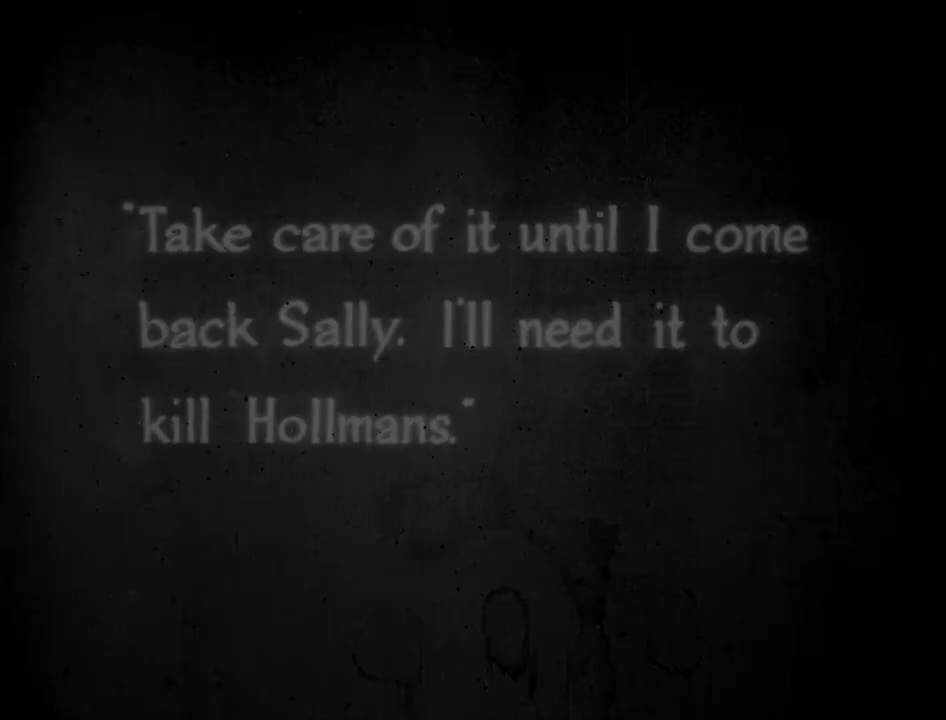 "Take care of it until I come
back Sally. I'll need it to
kill Hollmans."